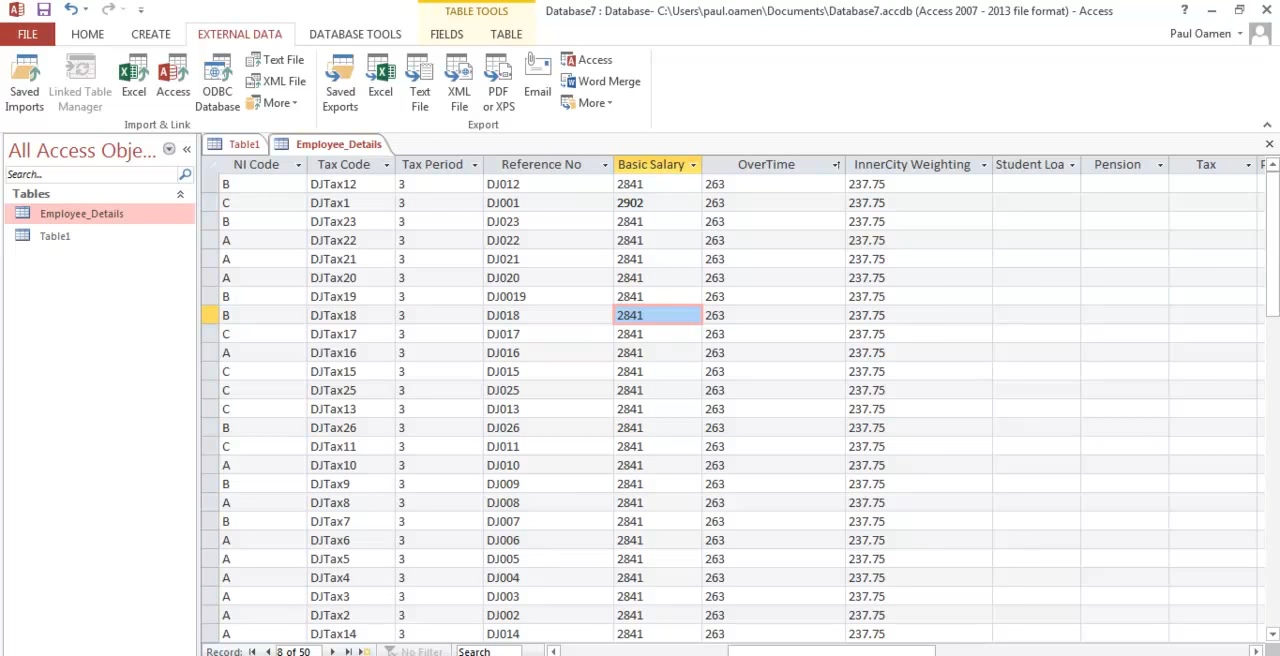 TABLE TOOLS
Database7 : Database- C:\Users\paul.oamen\Documents\Database7.accdb (Access 2007 - 2013 file format) - Access
?
FILE HOME CREATE EXTERNAL DATA DATABASE TOOLS FIELDS TABLE Paul Oamen
Saved Imports
Linked Table Manager
Excel
Access
ODBC Database
Text File
XML File
More
Import & Link
Saved Exports
Excel
Text File
XML File
PDF or XPS
Email
Access
Word Merge
More
Export
All Access Obje...
Search...
Tables
Employee_Details
Table1
Table1 Employee_Details
NI Code Tax Code Tax Period Reference No Basic Salary OverTime InnerCity Weighting Student Loa Pension Tax
B DJTax12 3 DJ012 2841 263 237.75
C DJTax1 3 DJ001 2902 263 237.75
B DJTax23 3 DJ023 2841 263 237.75
A DJTax22 3 DJ022 2841 263 237.75
A DJTax21 3 DJ021 2841 263 237.75
A DJTax20 3 DJ020 2841 263 237.75
B DJTax19 3 DJ0019 2841 263 237.75
B DJTax18 3 DJ018 2841 263 237.75
C DJTax17 3 DJ017 2841 263 237.75
A DJTax16 3 DJ016 2841 263 237.75
C DJTax15 3 DJ015 2841 263 237.75
C DJTax25 3 DJ025 2841 263 237.75
C DJTax13 3 DJ013 2841 263 237.75
B DJTax26 3 DJ026 2841 263 237.75
C DJTax11 3 DJ011 2841 263 237.75
A DJTax10 3 DJ010 2841 263 237.75
B DJTax9 3 DJ009 2841 263 237.75
A DJTax8 3 DJ008 2841 263 237.75
B DJTax7 3 DJ007 2841 263 237.75
A DJTax6 3 DJ006 2841 263 237.75
A DJTax5 3 DJ005 2841 263 237.75
A DJTax4 3 DJ004 2841 263 237.75
A DJTax3 3 DJ003 2841 263 237.75
A DJTax2 3 DJ002 2841 263 237.75
A DJTax14 3 DJ014 2841 263 237.75
Record: 8 of 50 No Filter Search